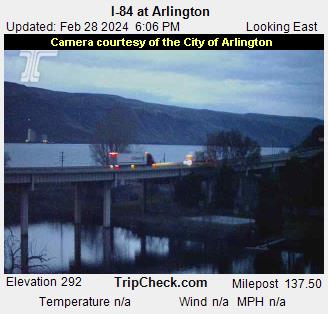 I-84 at Arlington
Updated: Feb 28 2024 6:06 PM Looking East
Camera courtesy of the City of Arlington
Elevation 292 TripCheck.com Milepost 137.50
Temperature n/a Wind n/a MPH n/a